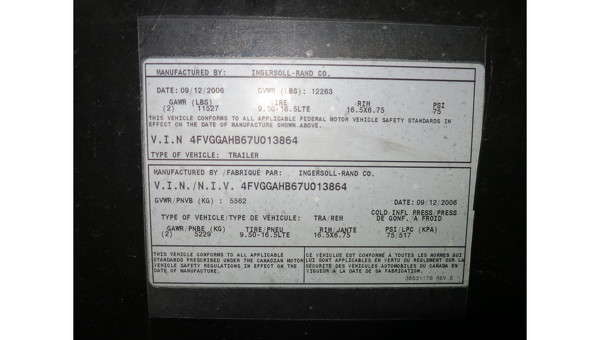 MANUFACTURED BY: INGERSOLL-RAND CO.
DATE: 09/12/2006 GVWR (LBS): 12263
GAWR (LBS) TIRE RIM PSI
(2) 11527 9.50-16.5LTE 16.5X6.75 75
THIS VEHICLE CONFORMS TO ALL APPLICABLE FEDERAL MOTOR VEHICLE SAFETY STANDARDS IN
EFFECT ON THE DATE OF MANUFACTURE SHOWN ABOVE.
V.I.N 4FVGGAHB67U013864
TYPE OF VEHICLE: TRAILER
MANUFACTURED BY /FABRIQUE PAR: INGERSOLL-RAND CO.
V.I.N./N.I.V. 4FVGGAHB67U013864
GVWR/PNVB (KG) : 5562 DATE: 09/12/2006
TYPE OF VEHICLE/TYPE DU VEHICULE: TRA/REM COLD INFL PRESS/PRESS
DE GONF. A FROID
GAWR/PNBE (KG) TIRE/PNEU RIM/JANTE PSI/LPC (KPA)
(2) 5229 9.50-16.5LTE 16.5X6.75 75/517
THIS VEHICLE CONFORMS TO ALL APPLICABLE
STANDARDS PRESCRIBED UNDER THE CANADIAN MOTOR
VEHICLE SAFETY REGULATIONS IN EFFECT ON THE
DATE OF MANUFACTURE
CE VEHICULE EST CONFORME A TOUTES LES NORMES
QUI LUI SONT APPLICABLES EN VERTU DU REGLEMENT SUR LA
SECURITE DES VEHICULES AUTOMOBILES DU CANADA EN
VIGUEUR A LA DATE DE SA FABRICATION.